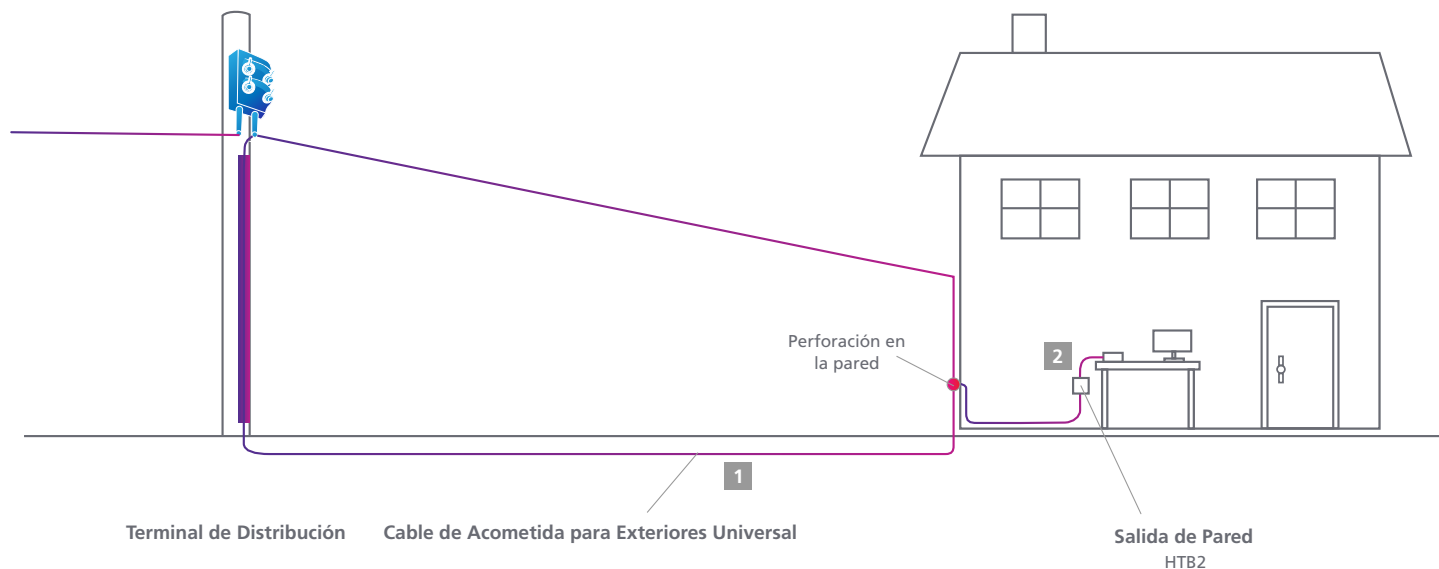 Perforación en
la pared
2
1
Terminal de Distribución
Cable de Acometida para Exteriores Universal
Salida de Pared
HTB2